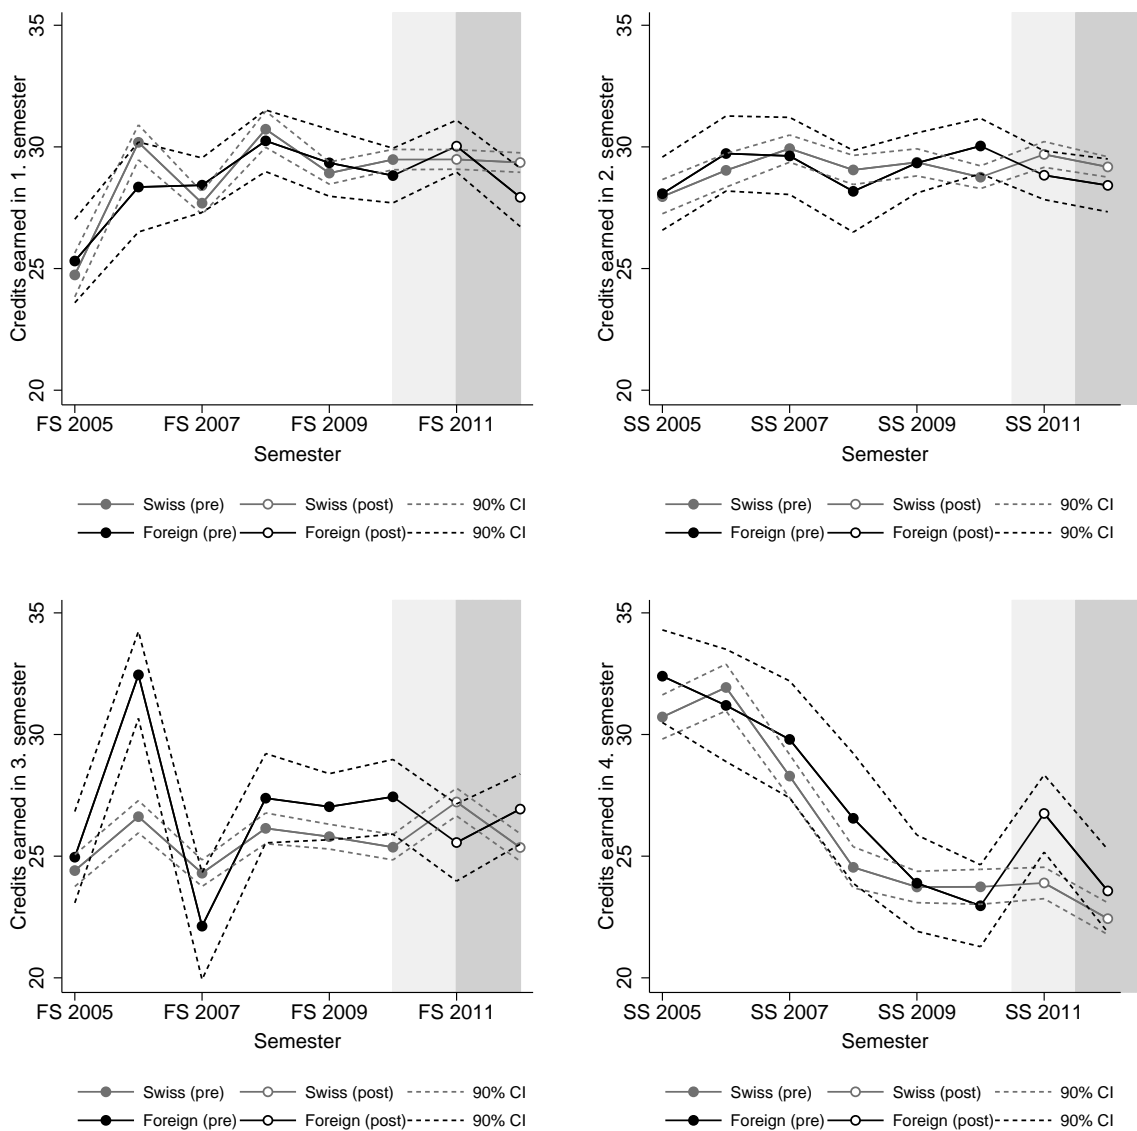 Credits earned in 1. semester
35
30
25
20
FS 2005 FS 2007 FS 2009 FS 2011
Semester
Swiss (pre) Swiss (post) 90% CI
Foreign (pre) Foreign (post) 90% CI
Credits earned in 2. semester
35
30
25
20
SS 2005 SS 2007 SS 2009 SS 2011
Semester
Swiss (pre) Swiss (post) 90% CI
Foreign (pre) Foreign (post) 90% CI
Credits earned in 3. semester
35
30
25
20
FS 2005 FS 2007 FS 2009 FS 2011
Semester
Swiss (pre) Swiss (post) 90% CI
Foreign (pre) Foreign (post) 90% CI
Credits earned in 4. semester
35
30
25
20
SS 2005 SS 2007 SS 2009 SS 2011
Semester
Swiss (pre) Swiss (post) 90% CI
Foreign (pre) Foreign (post) 90% CI